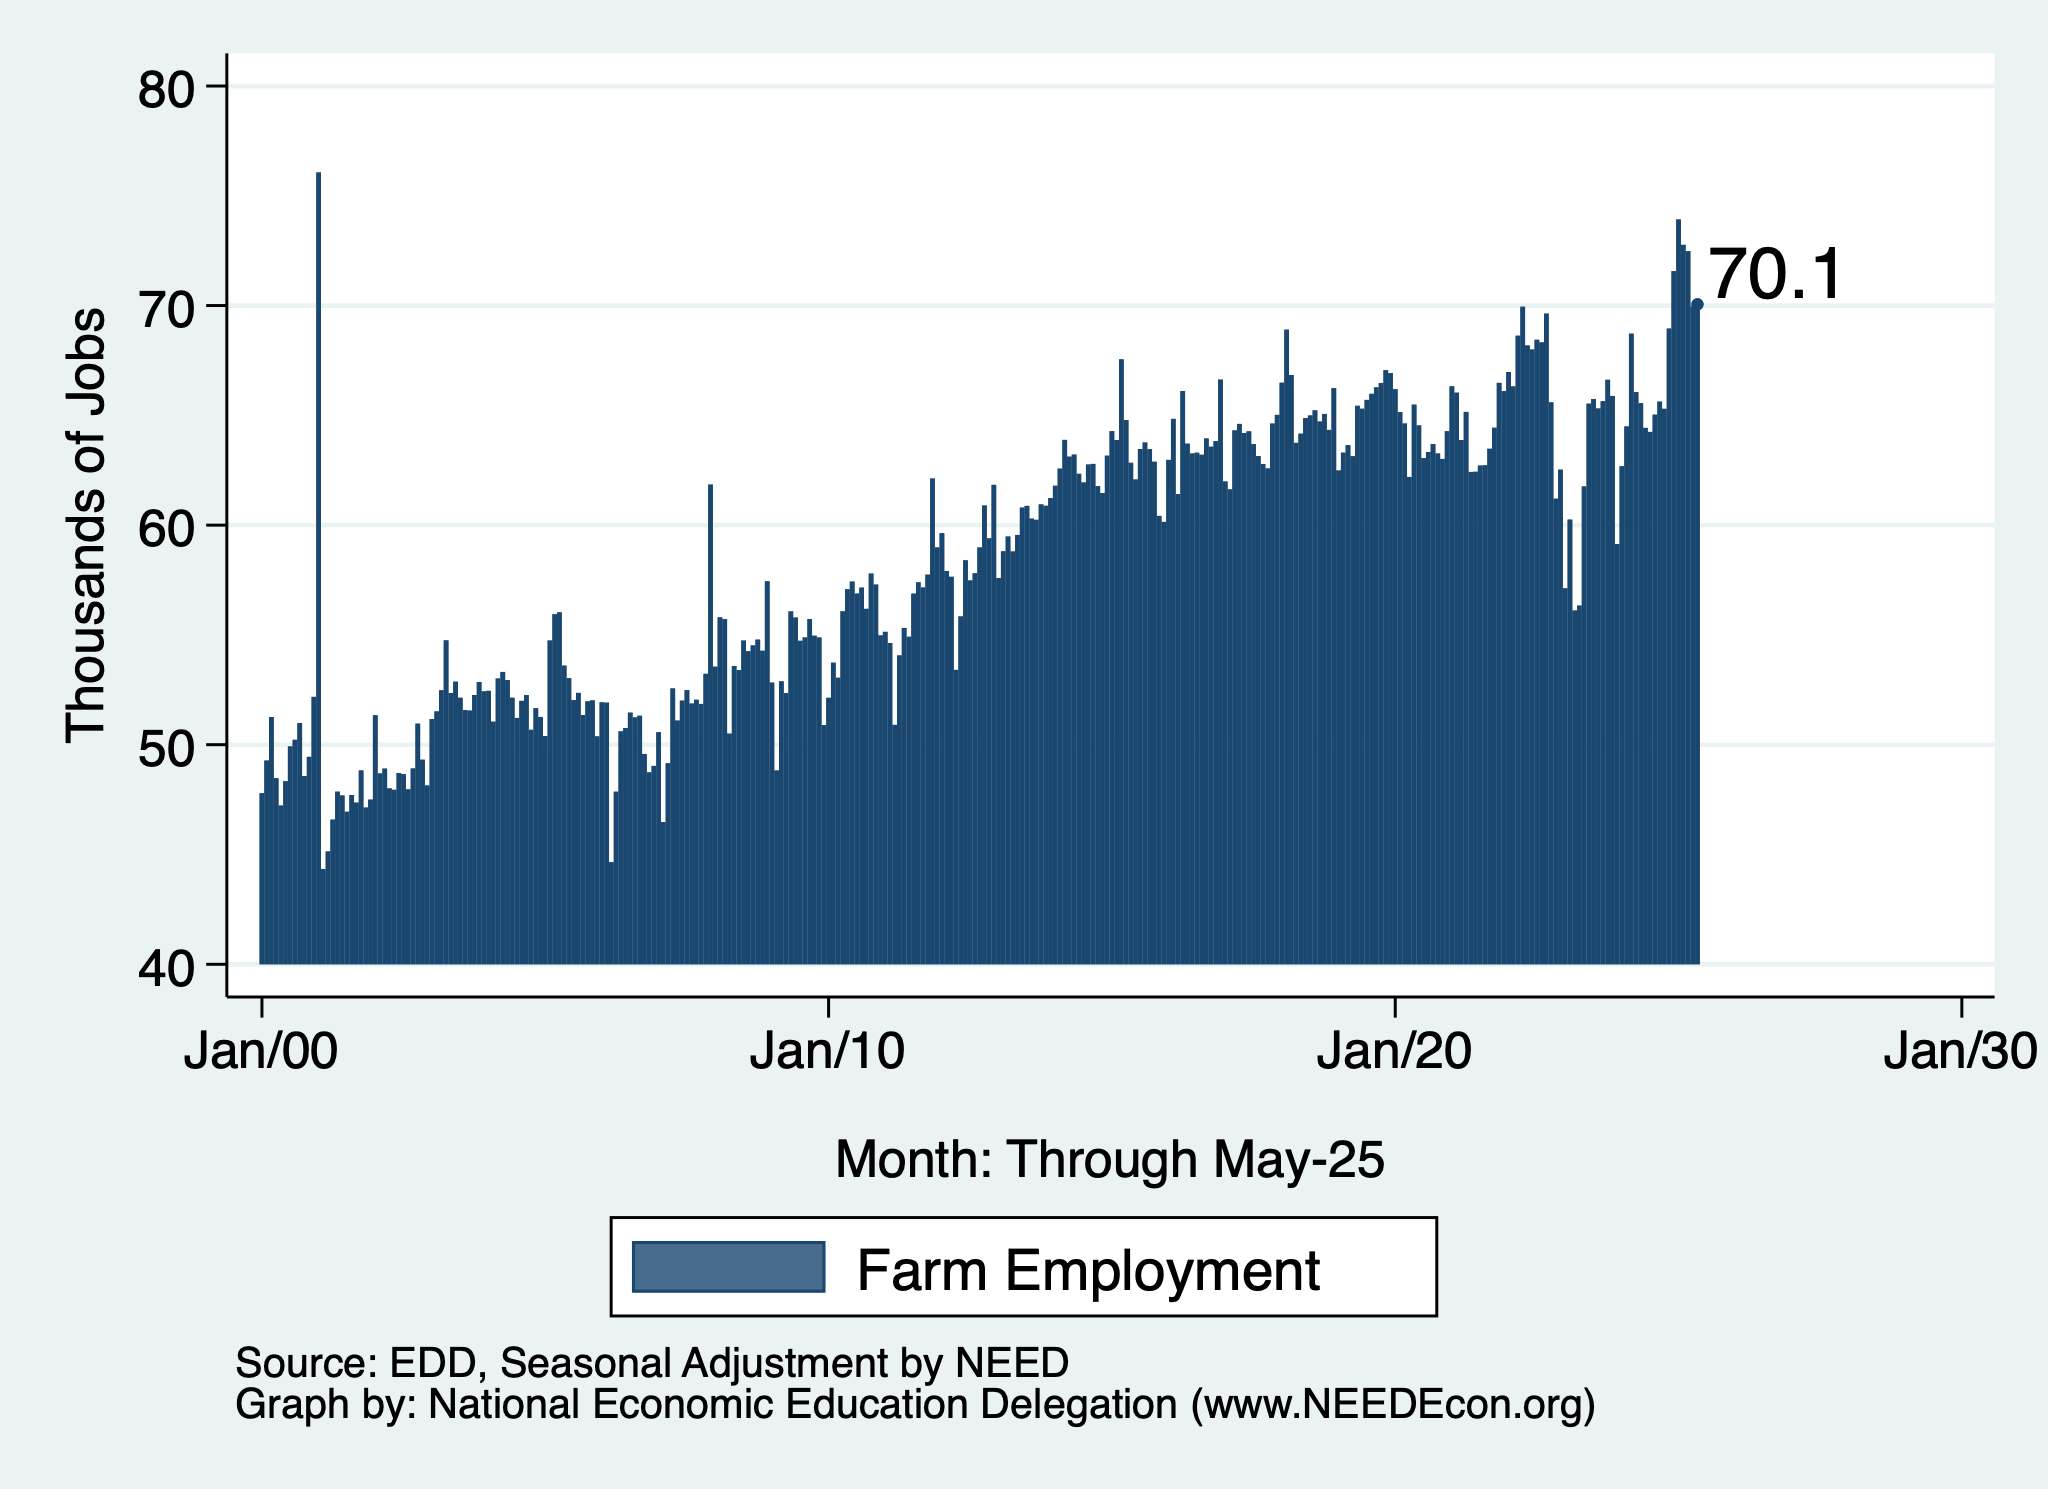 80
70.1
70
60
50
40
Thousands of Jobs
Jan/00 Jan/10 Jan/20 Jan/30
Month: Through May-25
Farm Employment
Source: EDD, Seasonal Adjustment by NEED
Graph by: National Economic Education Delegation (www.NEEDEcon.org)